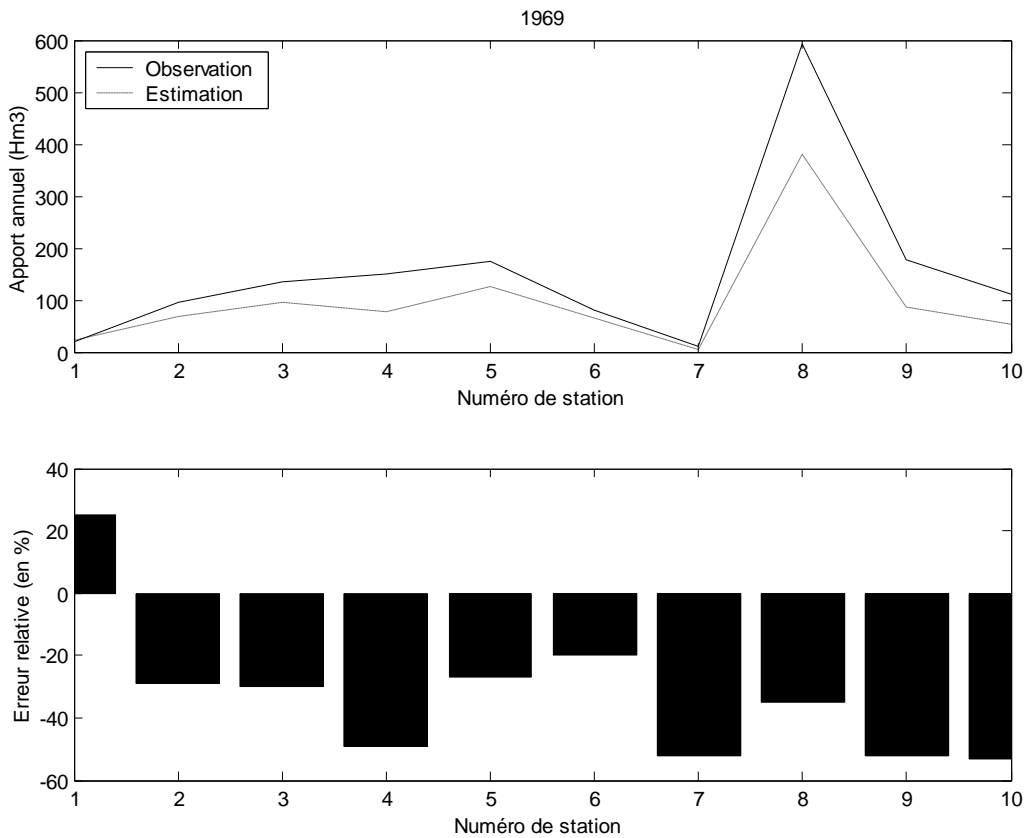 1969
600
500
400
300
200
100
0
Apport annuel (Hm3)
Observation
Estimation
1 2 3 4 5 6 7 8 9 10
Numéro de station
40
20
0
-20
-40
-60
Erreur relative (en %)
1 2 3 4 5 6 7 8 9 10
Numéro de station